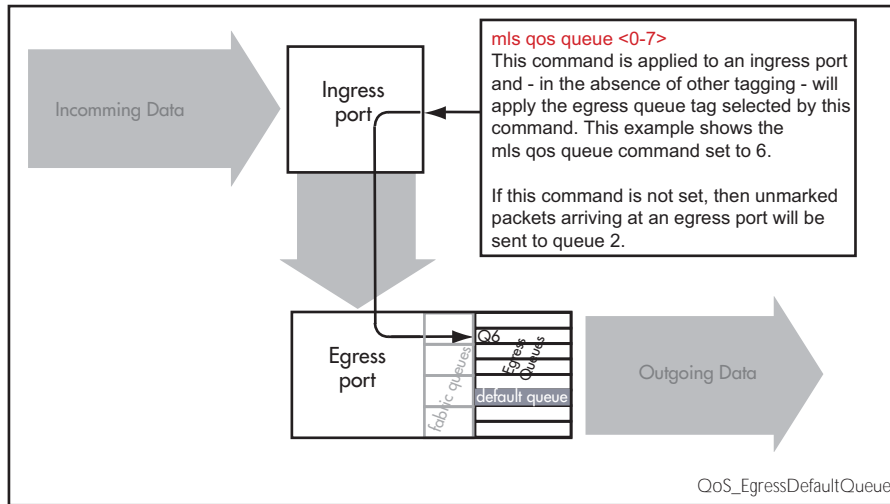 mls qos queue <0-7>
This command is applied to an ingress port
and - in the absence of other tagging - will
apply the egress queue tag selected by this
command. This example shows the
mls qos queue command set to 6.
If this command is not set, then unmarked
packets arriving at an egress port will be
sent to queue 2.
Incomming Data
Ingress
port
Egress
port
fabric queues
Q6
Egress
Queues
default queue
Outgoing Data
QoS_EgressDefaultQueue